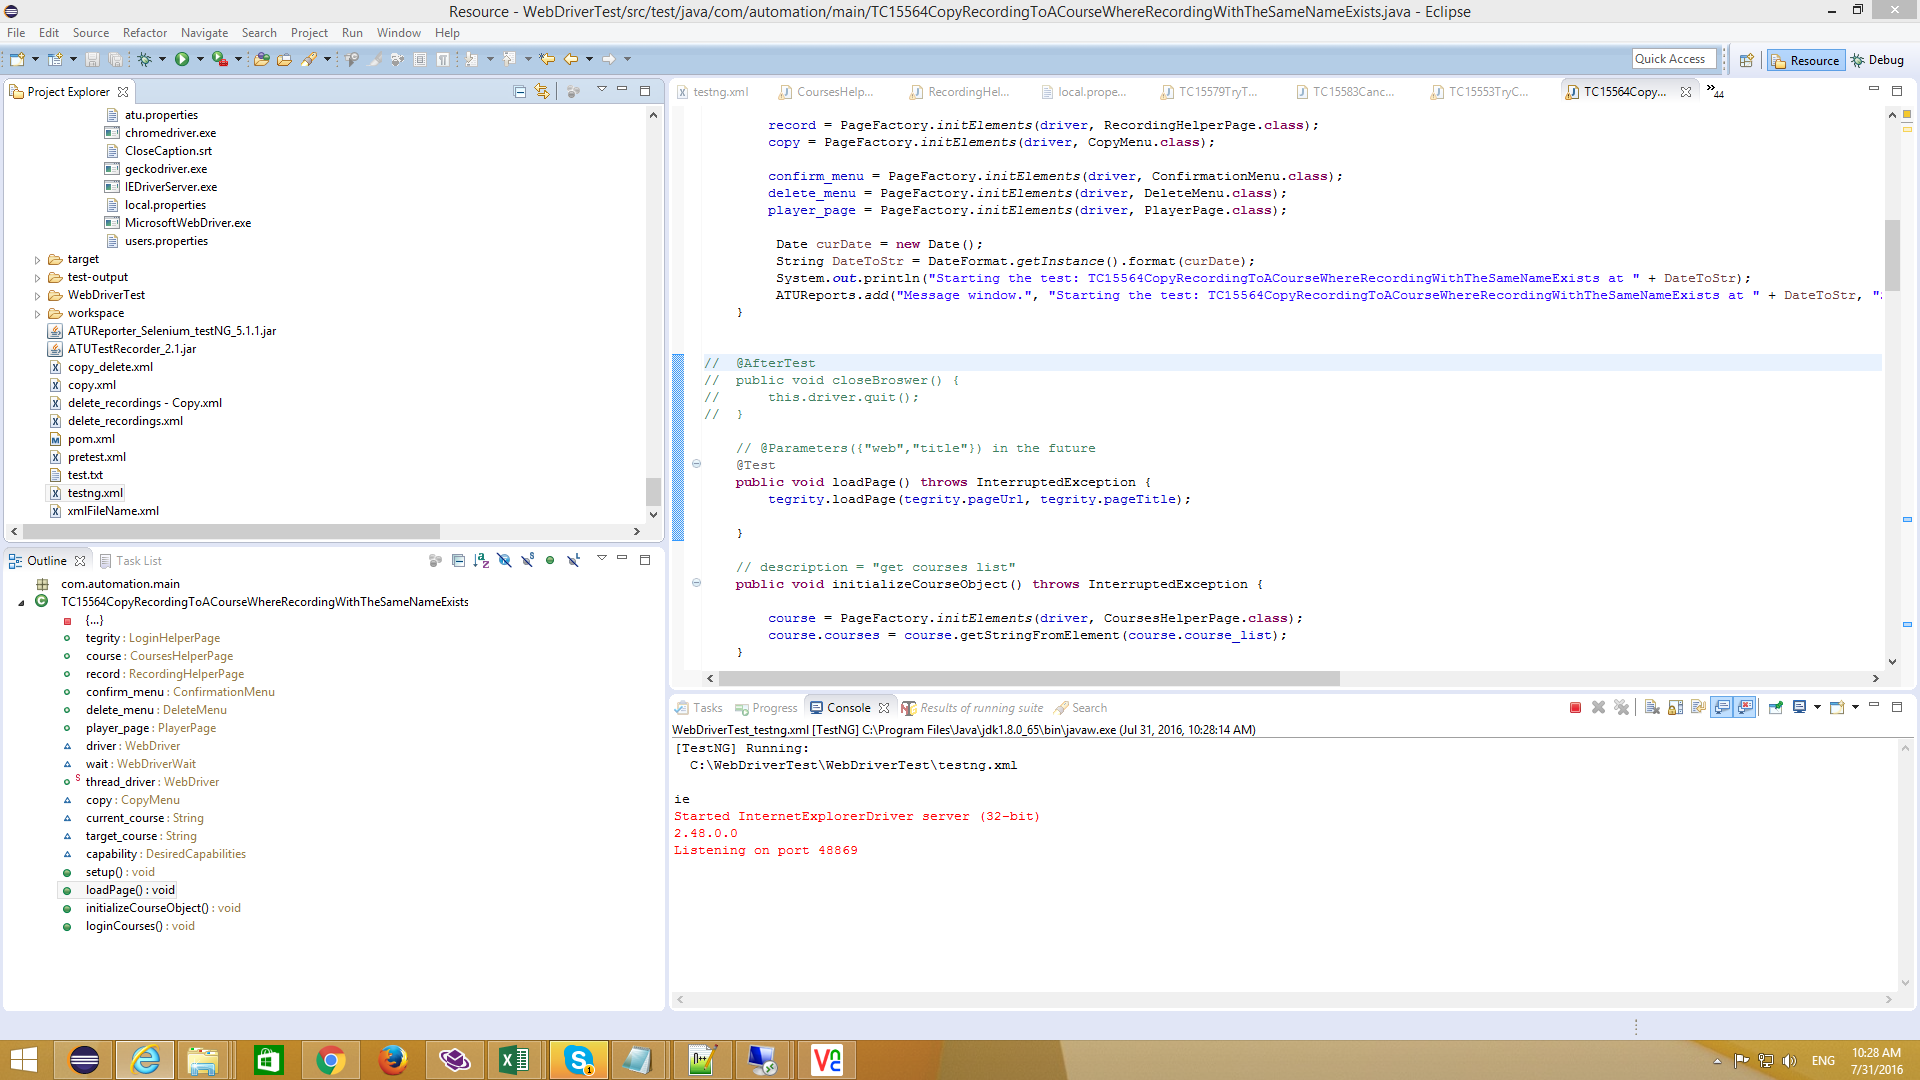 Resource - WebDriverTest/src/test/java/com/automation/main/TC15564CopyRecordingToACourseWhereRecordingWithTheSameNameExists.java - Eclipse
File Edit Source Refactor Navigate Search Project Run Window Help
Quick Access
Resource
Debug
Project Explorer
atu.properties
chromedriver.exe
CloseCaption.srt
geckodriver.exe
IEDriverServer.exe
local.properties
MicrosoftWebDriver.exe
users.properties
target
test-output
WebDriverTest
workspace
ATUReporter_Selenium_testNG_5.1.1.jar
ATUTestRecorder_2.1.jar
copy_delete.xml
copy.xml
delete_recordings - Copy.xml
delete_recordings.xml
pom.xml
pretest.xml
test.txt
testng.xml
xmlFileName.xml
Outline
Task List
com.automation.main
TC15564CopyRecordingToACourseWhereRecordingWithTheSameNameExists
{...}
tegrity : LoginHelperPage
course : CoursesHelperPage
record : RecordingHelperPage
confirm_menu : ConfirmationMenu
delete_menu : DeleteMenu
player_page : PlayerPage
driver : WebDriver
wait : WebDriverWait
S thread_driver : WebDriver
copy : CopyMenu
current_course : String
target_course : String
capability : DesiredCapabilities
setup() : void
loadPage() : void
initializeCourseObject() : void
loginCourses() : void
testng.xml CoursesHelp... RecordingHel... local.prope... TC15579TryT... TC15583Canc... TC15553TryC... TC15564Copy... »44
record = PageFactory.initElements(driver, RecordingHelperPage.class);
copy = PageFactory.initElements(driver, CopyMenu.class);
confirm_menu = PageFactory.initElements(driver, ConfirmationMenu.class);
delete_menu = PageFactory.initElements(driver, DeleteMenu.class);
player_page = PageFactory.initElements(driver, PlayerPage.class);
Date curDate = new Date();
String DateToStr = DateFormat.getInstance().format(curDate);
System.out.println("Starting the test: TC15564CopyRecordingToACourseWhereRecordingWithTheSameNameExists at " + DateToStr);
ATUReports.add("Message window.", "Starting the test: TC15564CopyRecordingToACourseWhereRecordingWithTheSameNameExists at " + DateToStr, "
}
// @AfterTest
// public void closeBroswer() {
// this.driver.quit();
// }
// @Parameters({"web","title"}) in the future
@Test
public void loadPage() throws InterruptedException {
tegrity.loadPage(tegrity.pageUrl, tegrity.pageTitle);
}
// description = "get courses list"
public void initializeCourseObject() throws InterruptedException {
course = PageFactory.initElements(driver, CoursesHelperPage.class);
course.courses = course.getStringFromElement(course.course_list);
}
Tasks Progress Console Results of running suite Search
WebDriverTest_testng.xml [TestNG] C:\Program Files\Java\jdk1.8.0_65\bin\javaw.exe (Jul 31, 2016, 10:28:14 AM)
[TestNG] Running:
C:\WebDriverTest\WebDriverTest\testng.xml
ie
Started InternetExplorerDriver server (32-bit)
2.48.0.0
Listening on port 48869
ENG
10:28 AM
7/31/2016